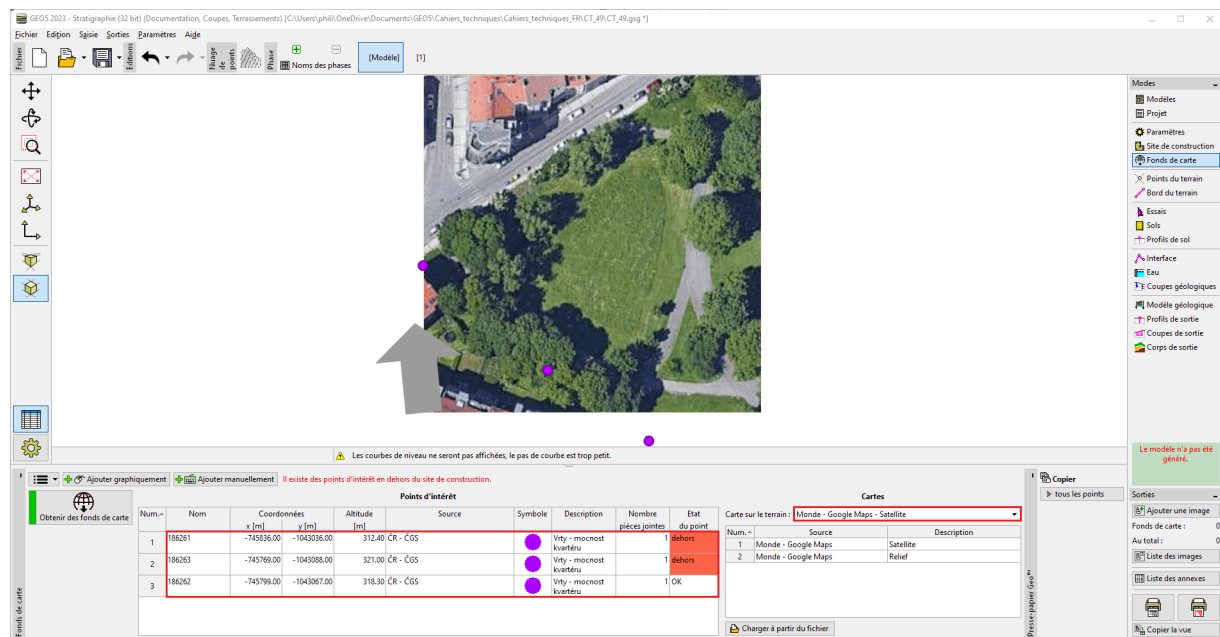 GEO5 2023 - Stratigraphie (32 bit) (Documentation, Coupes, Terrassements) [C:\Users\phili\OneDrive\Documents\GEO5\Cahiers_techniques\Cahiers_techniques_FR\CT_49\CT_49.gsg *]
Fichier Edition Saisie Sorties Paramètres Aide
Fichier
Editions
Nuage de points
Phase
Noms des phases
[Modèle] [1]
Modes
Modèles
Projet
Paramètres
Site de construction
Fonds de carte
Points du terrain
Bord du terrain
Essais
Sols
Profils de sol
Interface
Eau
Coupes géologiques
Modèle géologique
Profils de sortie
Coupes de sortie
Corps de sortie
Le modèle n'a pas été
généré.
Les courbes de niveau ne seront pas affichées, le pas de courbe est trop petit.
Ajouter graphiquement Ajouter manuellement Il existe des points d'intérêt en dehors du site de construction.
Obtenir des fonds de carte
Points d'intérêt
Num. Nom Coordonnées Altitude Source Symbole Description Nombre Etat
x [m] y [m] [m] pièces jointes du point
1 186261 -745836.00 -1043036.00 312.40 ČR - ČGS Vrty - mocnost 1 dehors
kvartéru
2 186263 -745769.00 -1043088.00 321.00 ČR - ČGS Vrty - mocnost 1 dehors
kvartéru
3 186262 -745799.00 -1043067.00 318.30 ČR - ČGS Vrty - mocnost 1 OK
kvartéru
Cartes
Carte sur le terrain : Monde - Google Maps - Satellite
Num. Source Description
1 Monde - Google Maps Satellite
2 Monde - Google Maps Relief
Charger à partir du fichier
Fonds de carte
Presse-papier Geo™
Copier
tous les points
Sorties
Ajouter une image
Fonds de carte : 0
Au total : 0
Liste des images
Liste des annexes
Copier la vue